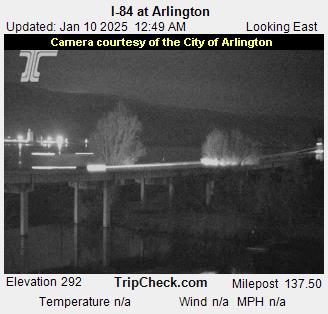 I-84 at Arlington
Updated: Jan 10 2025 12:49 AM Looking East
Camera courtesy of the City of Arlington
Elevation 292 TripCheck.com Milepost 137.50
Temperature n/a Wind n/a MPH n/a